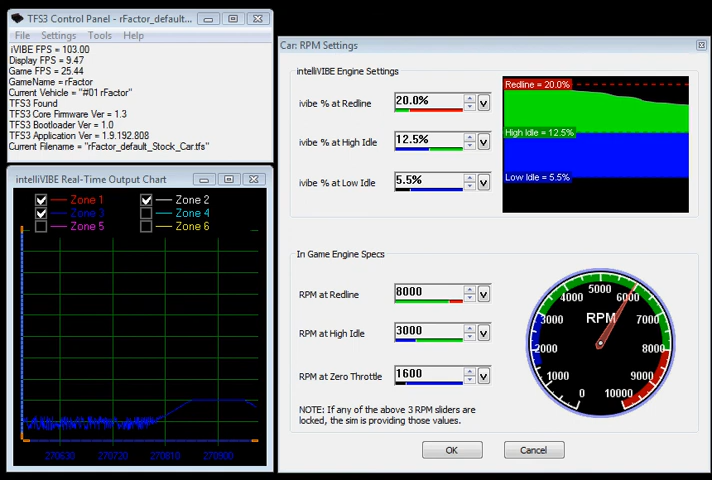 TFS3 Control Panel - rFactor_default...
File Settings Tools Help
iVIBE FPS = 103.00
Display FPS = 9.47
Game FPS = 25.44
GameName = rFactor
Current Vehicle = "#01 rFactor"
TFS3 Found
TFS3 Core Firmware Ver = 1.3
TFS3 Bootloader Ver = 1.0
TFS3 Application Ver = 1.9.192.808
Current Filename = "rFactor_default_Stock_Car.tfs"
intelliVIBE Real-Time Output Chart
Zone 1 Zone 2
Zone 3 Zone 4
Zone 5 Zone 6
270630 270720 270810 270900
Car: RPM Settings
intelliVIBE Engine Settings
ivibe % at Redline 20.0%
ivibe % at High Idle 12.5%
ivibe % at Low Idle 5.5%
Redline = 20.0%
High Idle = 12.5%
Low Idle = 5.5%
In Game Engine Specs
RPM at Redline 8000
RPM at High Idle 3000
RPM at Zero Throttle 1600
NOTE: If any of the above 3 RPM sliders are
locked, the sim is providing those values.
RPM
0
1000
2000
3000
4000
5000
6000
7000
8000
9000
10000
OK Cancel